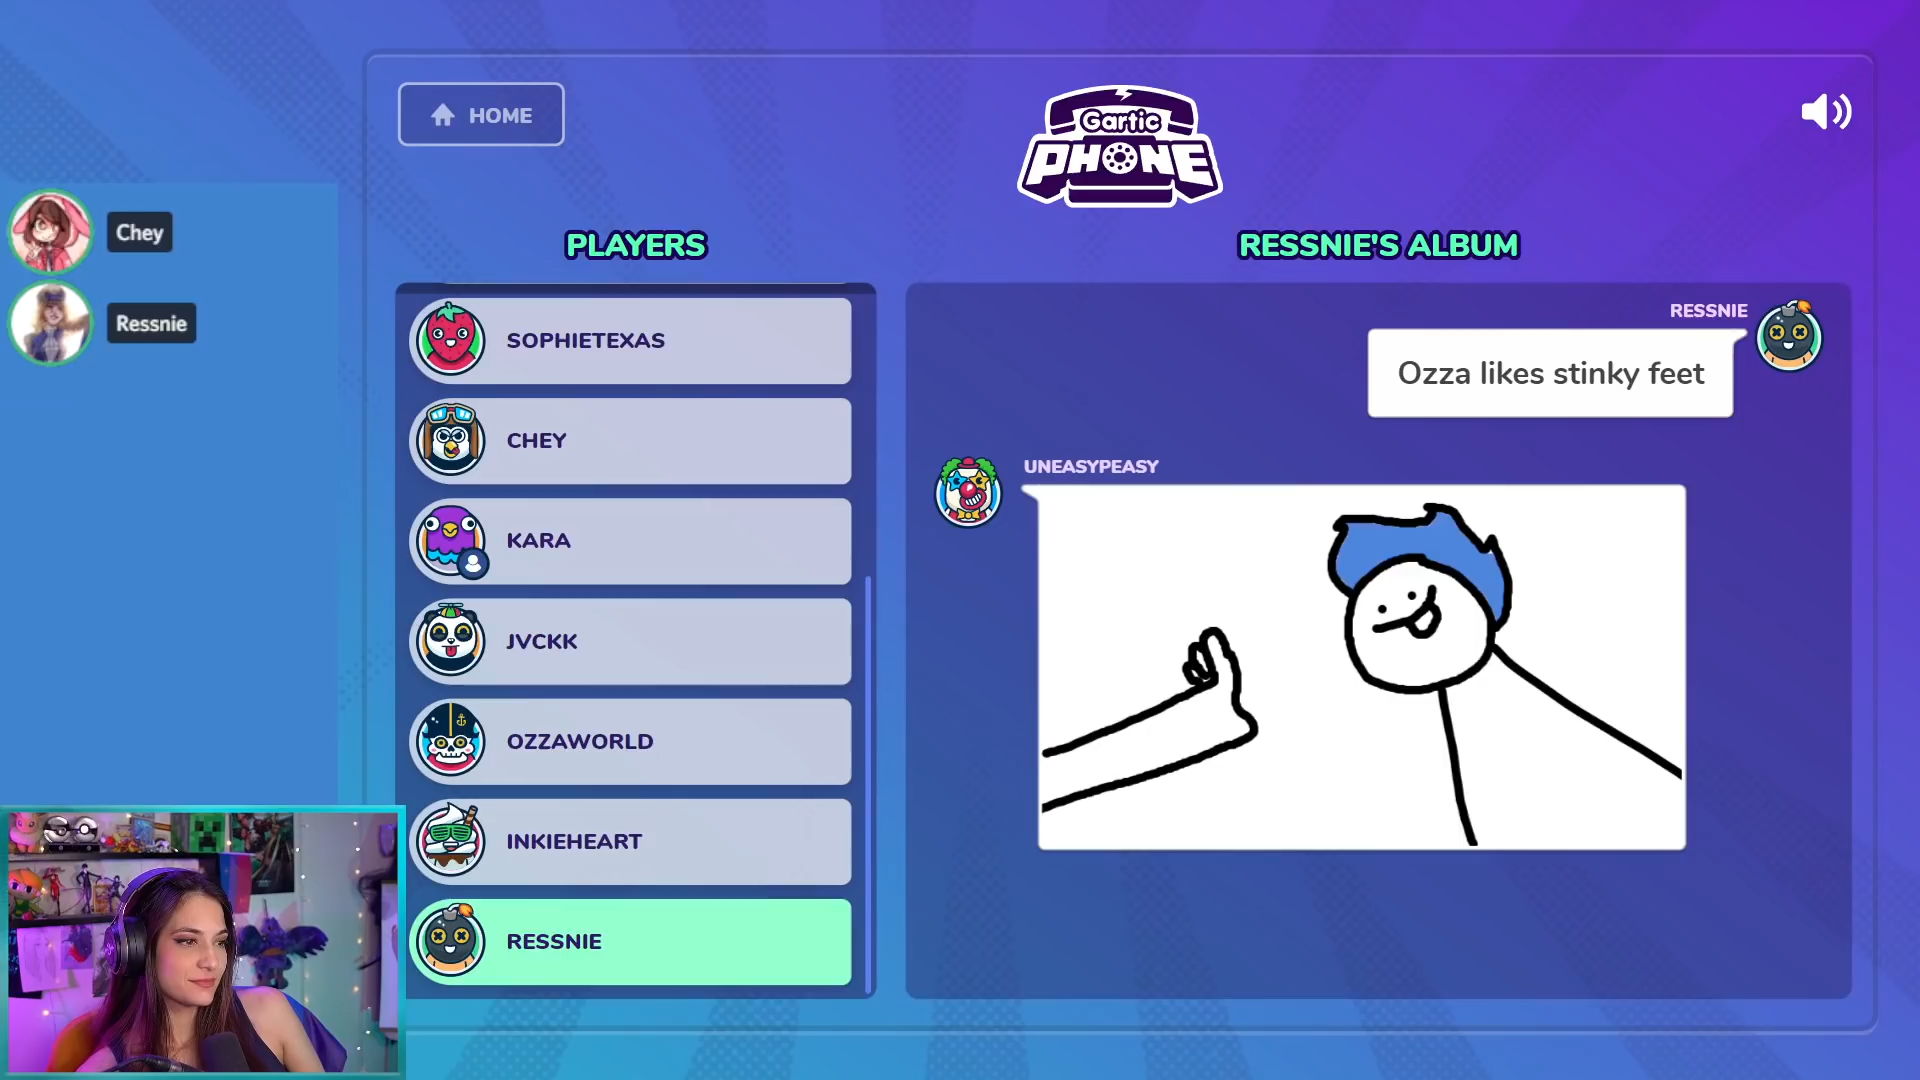 HOME
Gartic
PHONE
Chey
Ressnie
PLAYERS
SOPHIETEXAS
CHEY
KARA
JVCKK
OZZAWORLD
INKIEHEART
RESSNIE
RESSNIE'S ALBUM
RESSNIE
Ozza likes stinky feet
UNEASYPEASY